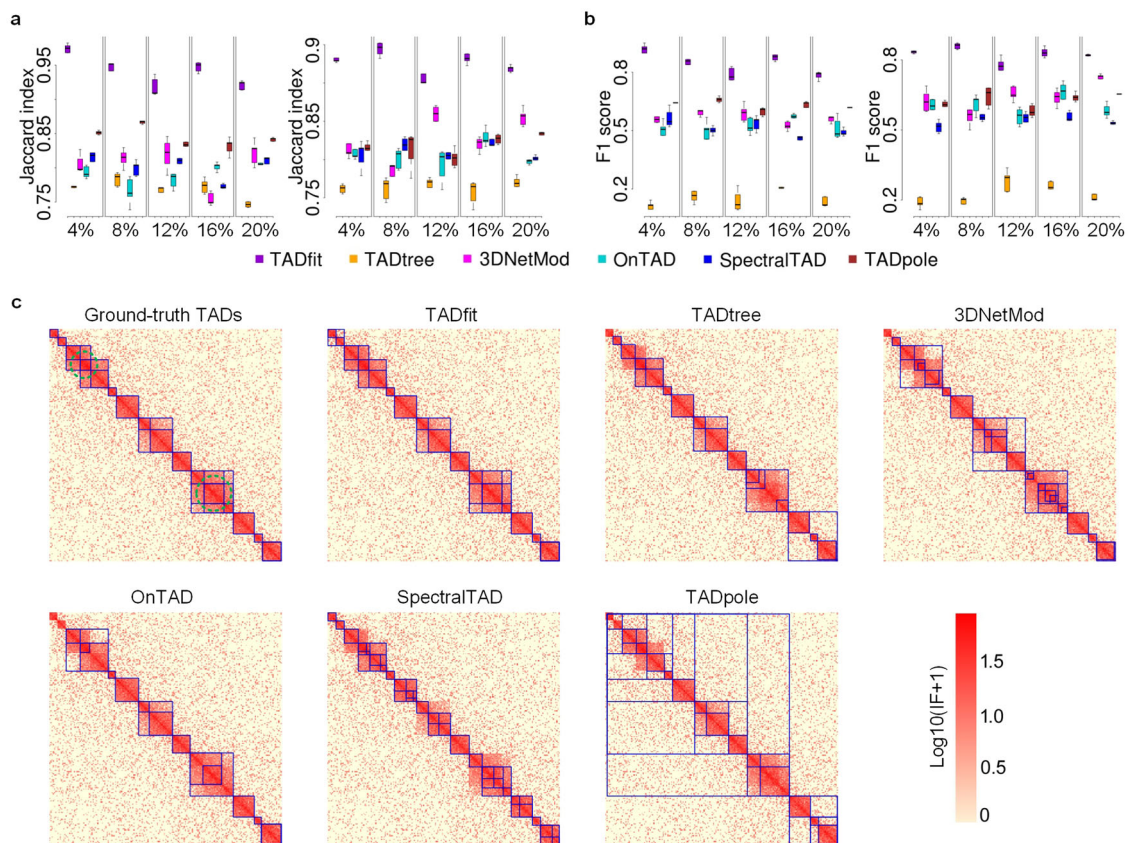 a
b
Jaccard index
0.95
0.85
0.75
4% 8% 12% 16% 20%
Jaccard index
0.9
0.85
0.75
4% 8% 12% 16% 20%
F1 score
0.8
0.5
0.2
4% 8% 12% 16% 20%
F1 score
0.8
0.5
0.2
4% 8% 12% 16% 20%
TADfit TADtree 3DNetMod OnTAD SpectralTAD TADpole
c
Ground-truth TADs TADfit TADtree 3DNetMod
OnTAD SpectralTAD TADpole
Log10(IF+1)
1.5
1.0
0.5
0